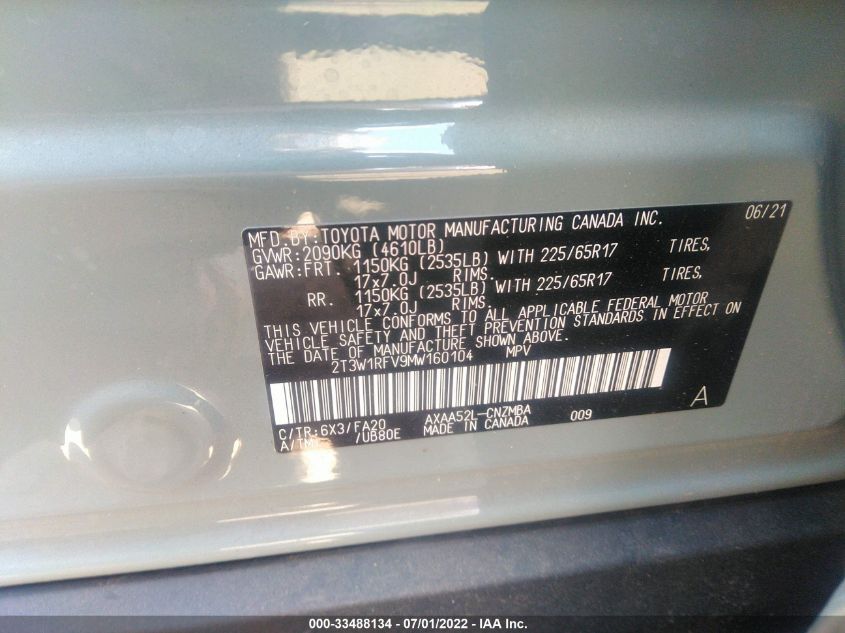 06/21
MFD.BY:TOYOTA MOTOR MANUFACTURING CANADA INC.
GVWR:2090KG (4610LB)
GAWR:FRT. 1150KG (2535LB) WITH 225/65R17 TIRES,
17x7.0J RIMS.
RR. 1150KG (2535LB) WITH 225/65R17 TIRES,
17x7.0J RIMS.
THIS VEHICLE CONFORMS TO ALL APPLICABLE FEDERAL MOTOR
VEHICLE SAFETY AND THEFT PREVENTION STANDARDS IN EFFECT ON
THE DATE OF MANUFACTURE SHOWN ABOVE.
2T3W1RFV9MW160104 MPV
C/TR:6X3/FA20 AXAA52L-CNZMBA 009 A
A/TM: /UB80E MADE IN CANADA
000-33488134 - 07/01/2022 - IAA Inc.